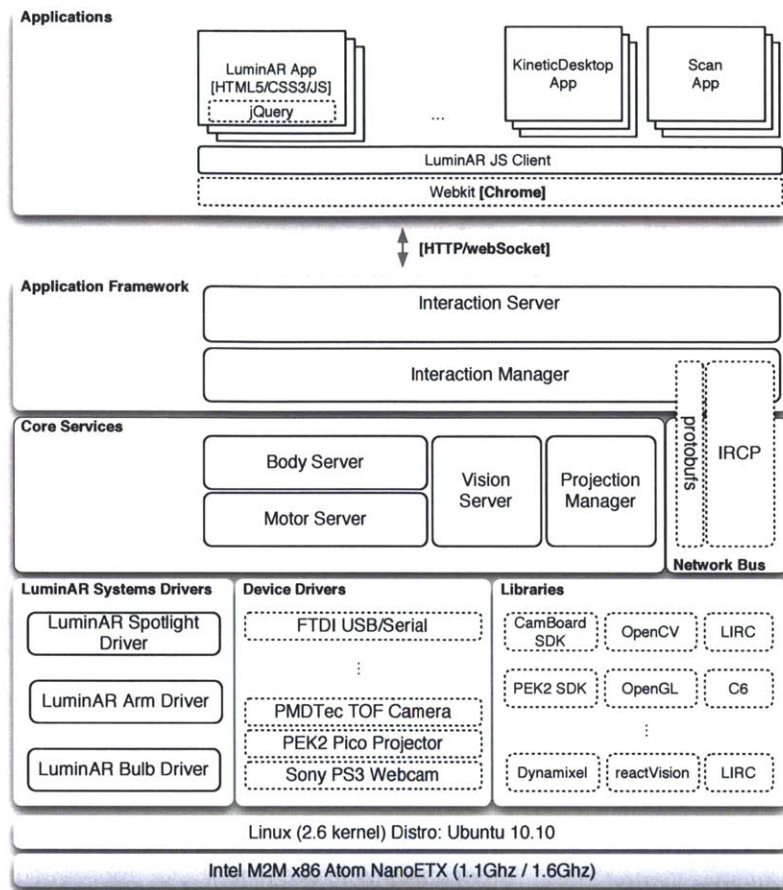 Applications
LuminAR App
[HTML5/CSS3/JS]
jQuery
...
KineticDesktop
App
Scan
App
LuminAR JS Client
Webkit [Chrome]
[HTTP/webSocket]
Application Framework
Interaction Server
Interaction Manager
protobufs
IRCP
Core Services
Body Server
Motor Server
Vision
Server
Projection
Manager
Network Bus
LuminAR Systems Drivers
LuminAR Spotlight
Driver
LuminAR Arm Driver
LuminAR Bulb Driver
Device Drivers
FTDI USB/Serial
...
PMDTec TOF Camera
PEK2 Pico Projector
Sony PS3 Webcam
Libraries
CamBoard
SDK
OpenCV
LIRC
PEK2 SDK
OpenGL
C6
...
Dynamixel
reactVision
LIRC
Linux (2.6 kernel) Distro: Ubuntu 10.10
Intel M2M x86 Atom NanoETX (1.1Ghz / 1.6Ghz)